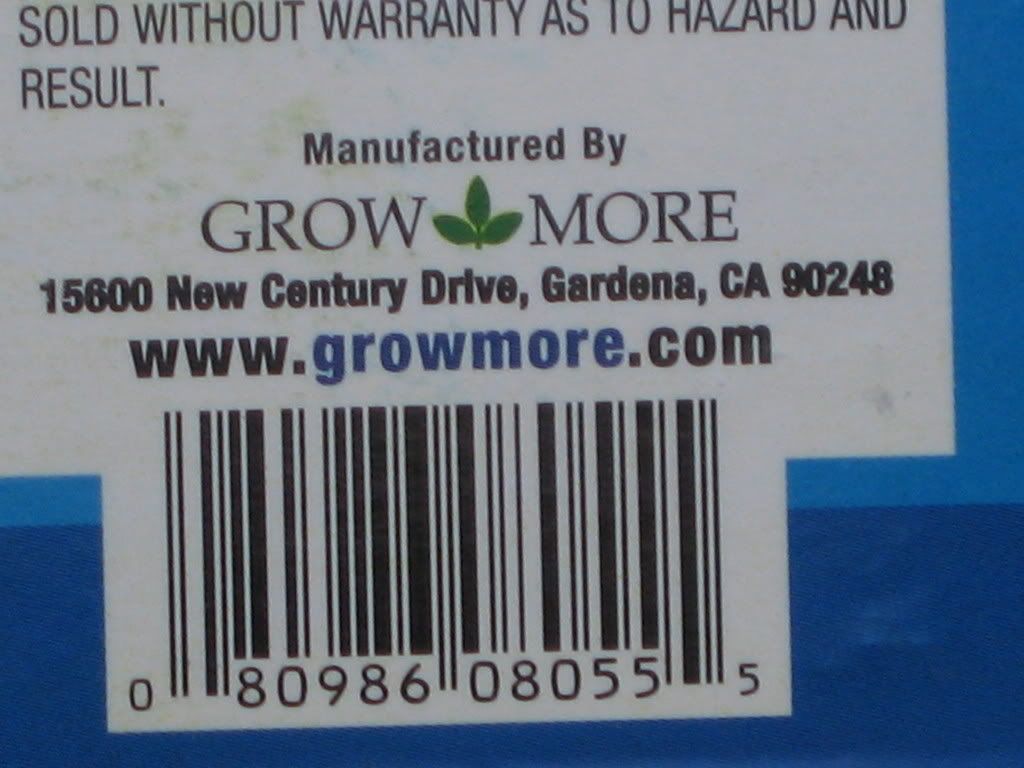 SOLD WITHOUT WARRANTY AS TO HAZARD AND
RESULT.
Manufactured By
GROW MORE
15600 New Century Drive, Gardena, CA 90248
www.growmore.com
0 80986 08055 5